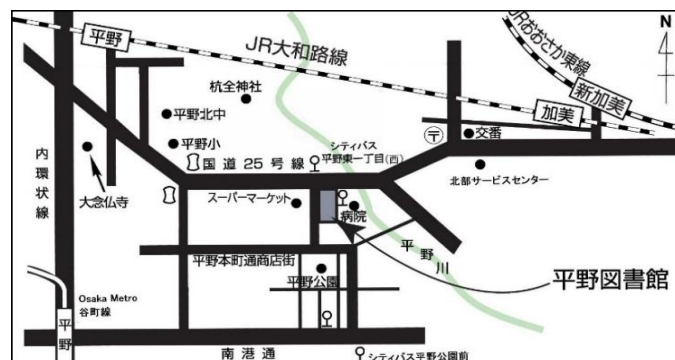 平野
JR大和路線
JRおおさか東線
N
新加美
加美
杭全神社
平野北中
平野小
交番
シティバス
平野東一丁目(西)
国道25号線
内環状線
大念仏寺
スーパーマーケット
病院
北部サービスセンター
平野本町通商店街
平野公園
平野川
平野図書館
Osaka Metro
谷町線
平野
南港通
シティバス平野公園前